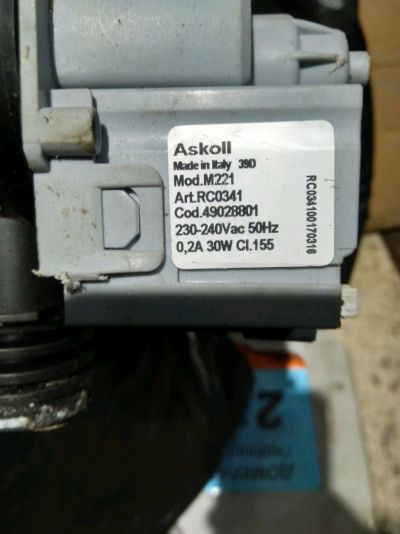 Askoll
Made in Italy 39D
Mod.M221
Art.RC0341
Cod.49028801
230-240Vac 50Hz
0,2A 30W Cl.155
RC034100170316
2